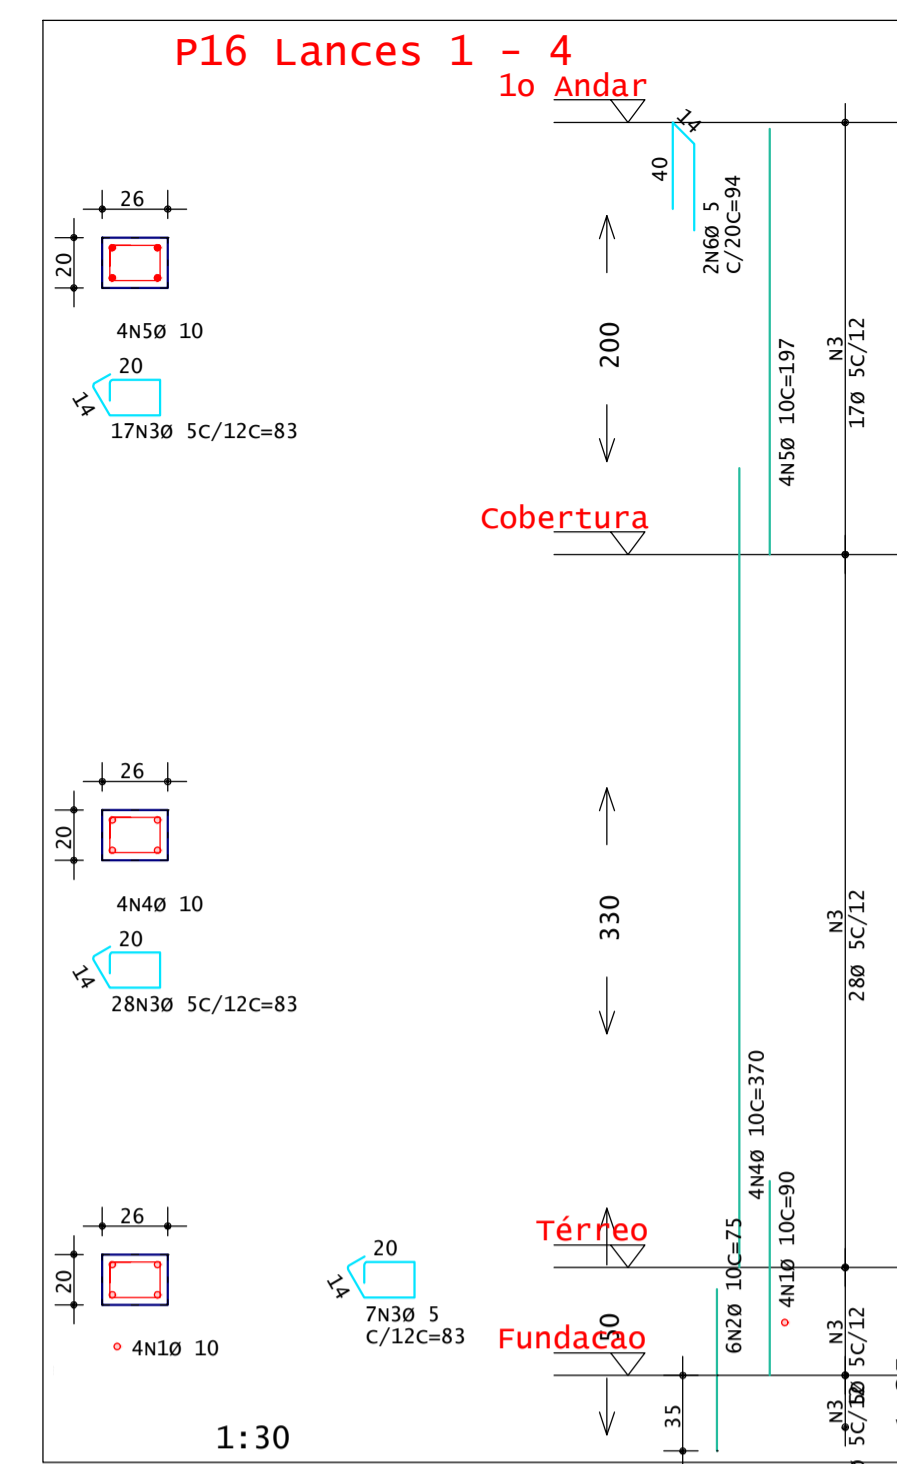 P16 Lances 1 - 4
1o Andar
14
40
2N6Ø 5
C/20C=94
26
20
4N5Ø 10
20
14
17N3Ø 5C/12C=83
200
4N5Ø 10C=197
N3
17Ø 5C/12
Cobertura
26
20
4N4Ø 10
20
14
28N3Ø 5C/12C=83
330
N3
28Ø 5C/12
4N4Ø 10C=370
Térreo
26
20
4N1Ø 10
20
14
7N3Ø 5
C/12C=83
50
6N2Ø 10C=75
4N1Ø 10C=90
N3
5C/12
Fundacao
35
N3
1:30